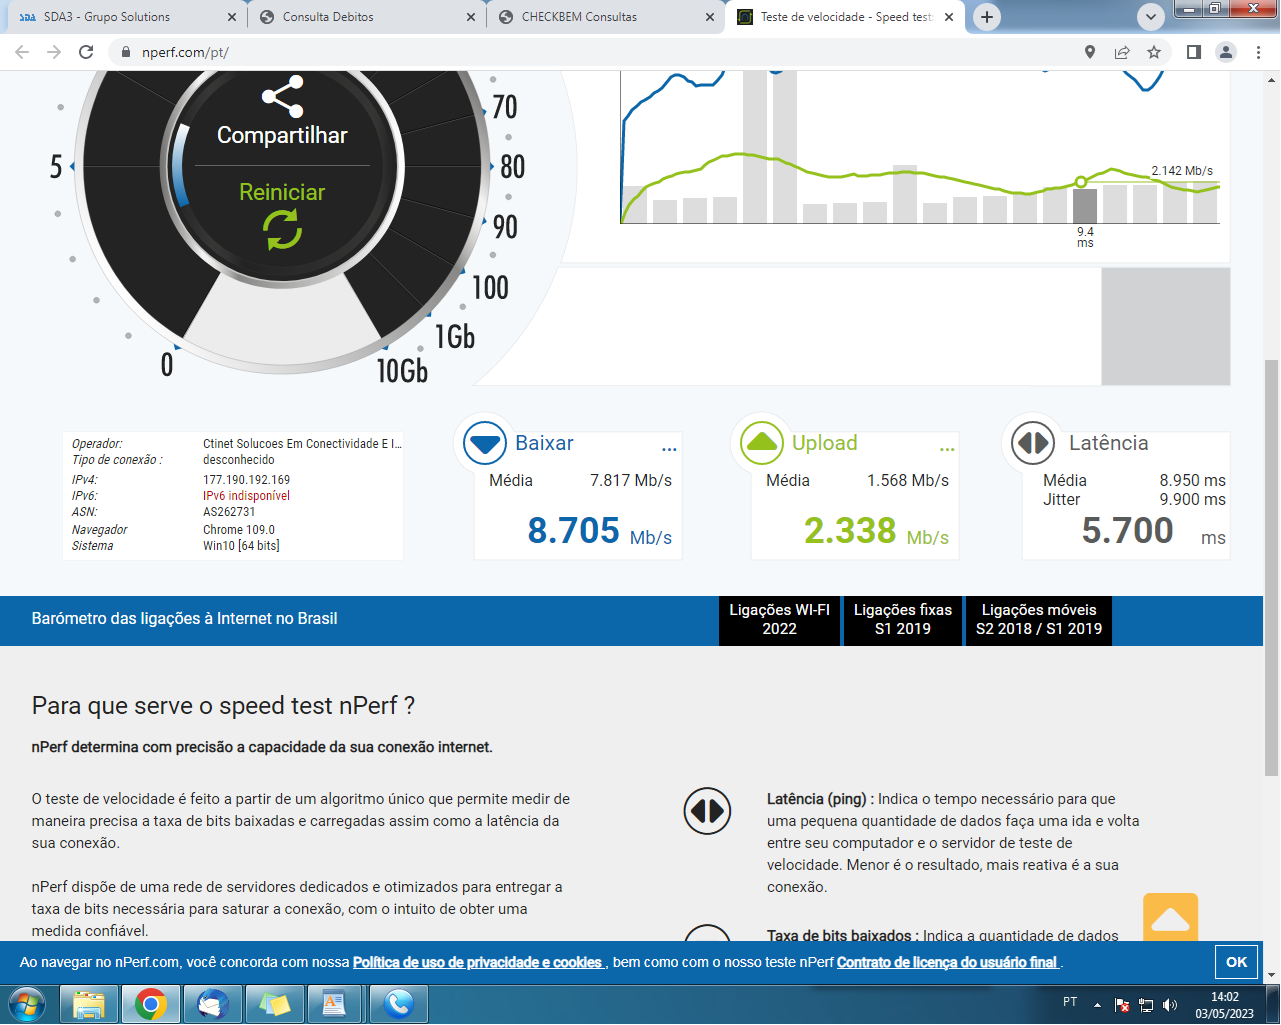 SDA3 - Grupo Solutions
Consulta Debitos
CHECKBEM Consultas
Teste de velocidade - Speed test
nperf.com/pt/
Compartilhar
Reiniciar
0
5
70
80
90
100
1Gb
10Gb
2.142 Mb/s
9.4
ms
Operador: Ctinet Solucoes Em Conectividade E I...
Tipo de conexão : desconhecido
IPv4: 177.190.192.169
IPv6: IPv6 indisponível
ASN: AS262731
Navegador Chrome 109.0
Sistema Win10 [64 bits]
Baixar ...
Média 7.817 Mb/s
8.705 Mb/s
Upload ...
Média 1.568 Mb/s
2.338 Mb/s
Latência
Média 8.950 ms
Jitter 9.900 ms
5.700 ms
Barómetro das ligações à Internet no Brasil
Ligações WI-FI
2022
Ligações fixas
S1 2019
Ligações móveis
S2 2018 / S1 2019
Para que serve o speed test nPerf ?
nPerf determina com precisão a capacidade da sua conexão internet.
O teste de velocidade é feito a partir de um algoritmo único que permite medir de
maneira precisa a taxa de bits baixadas e carregadas assim como a latência da
sua conexão.
nPerf dispõe de uma rede de servidores dedicados e otimizados para entregar a
taxa de bits necessária para saturar a conexão, com o intuito de obter uma
medida confiável.
Latência (ping) : Indica o tempo necessário para que
uma pequena quantidade de dados faça uma ida e volta
entre seu computador e o servidor de teste de
velocidade. Menor é o resultado, mais reativa é a sua
conexão.
Taxa de bits baixados : Indica a quantidade de dados
Ao navegar no nPerf.com, você concorda com nossa Política de uso de privacidade e cookies , bem como com o nosso teste nPerf Contrato de licença do usuário final .
OK
PT
14:02
03/05/2023